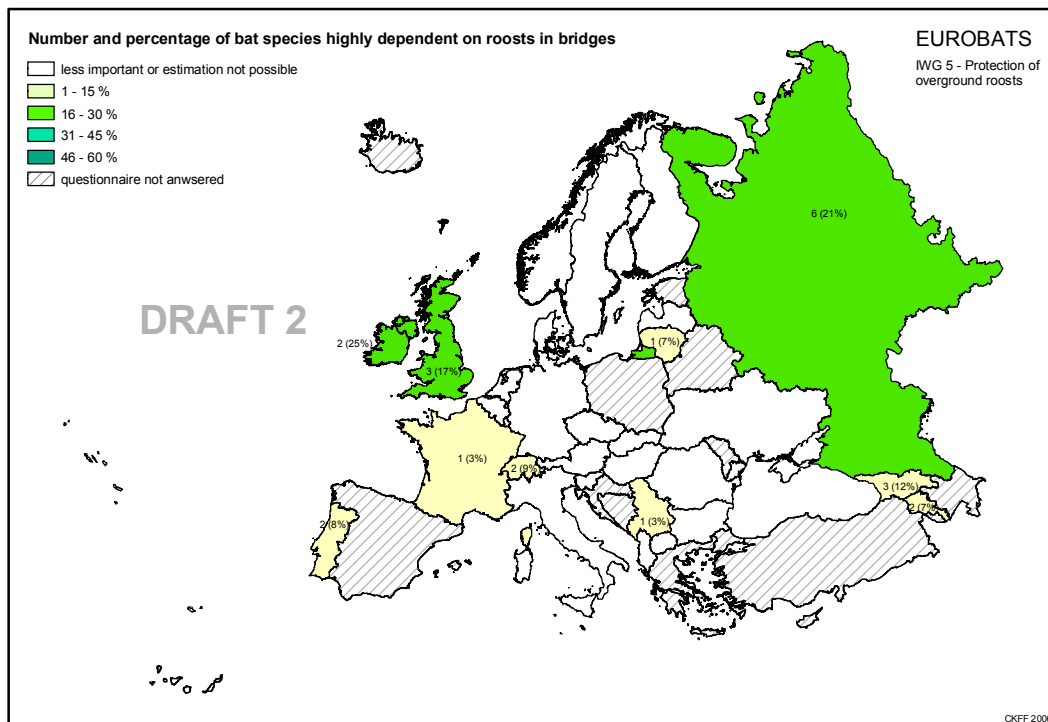 Number and percentage of bat species highly dependent on roosts in bridges
less important or estimation not possible
1 - 15 %
16 - 30 %
31 - 45 %
46 - 60 %
questionnaire not anwsered
EUROBATS
IWG 5 - Protection of
overground roosts
DRAFT 2
6 (21%)
2 (25%)
3 (17%)
1 (7%)
1 (3%)
2 (9%)
2 (8%)
1 (3%)
3 (12%)
2 (7%)
CKFF